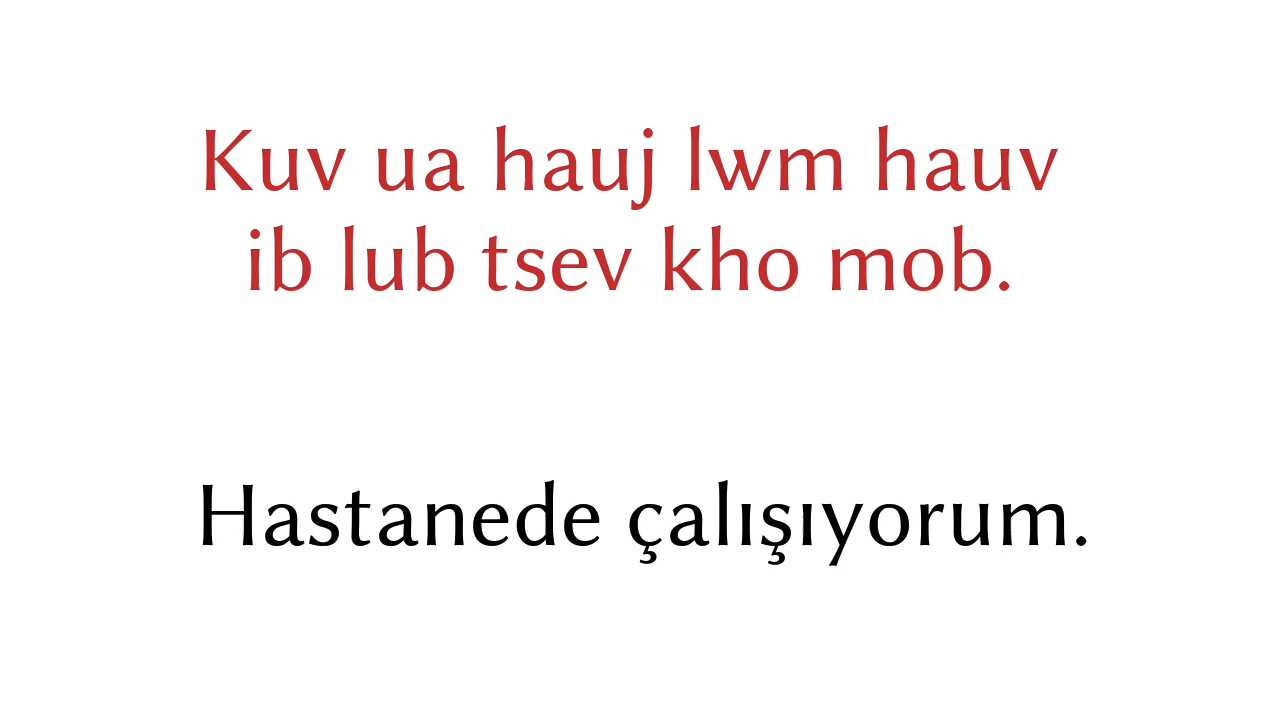 Kuv ua hauj lwm hauv
ib lub tsev kho mob.
Hastanede çalışıyorum.